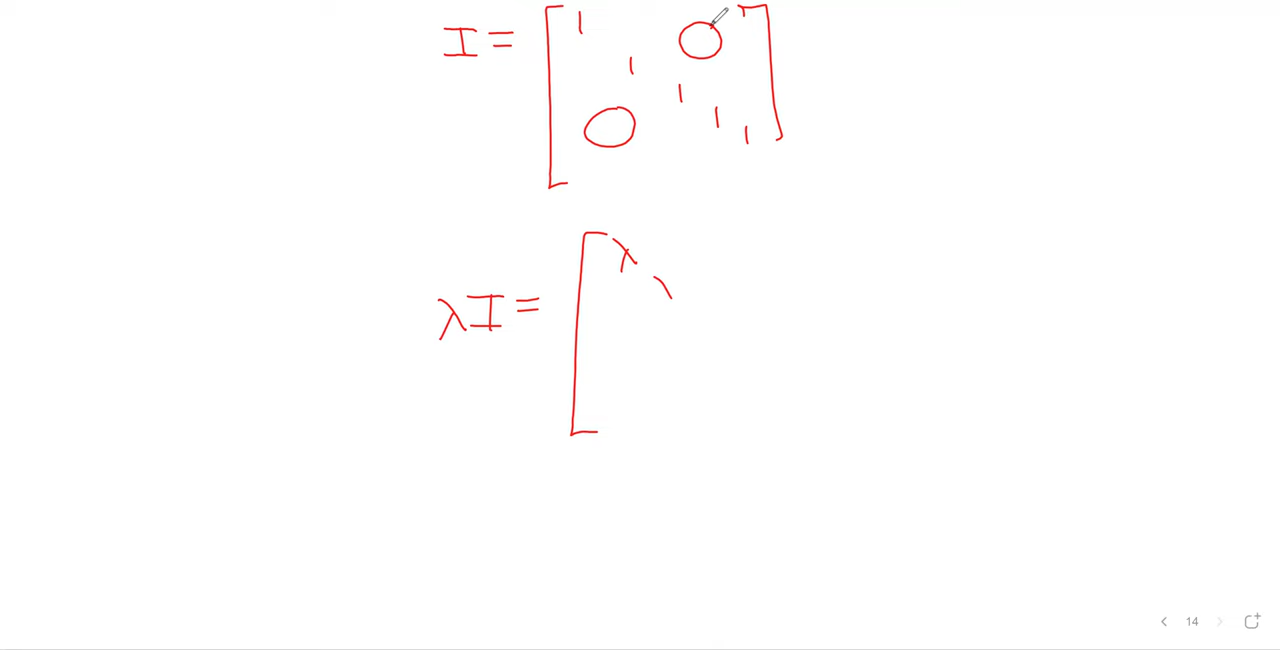 I = [ 1 0
1
1
0 1
1 ]
λI = [ λ
14